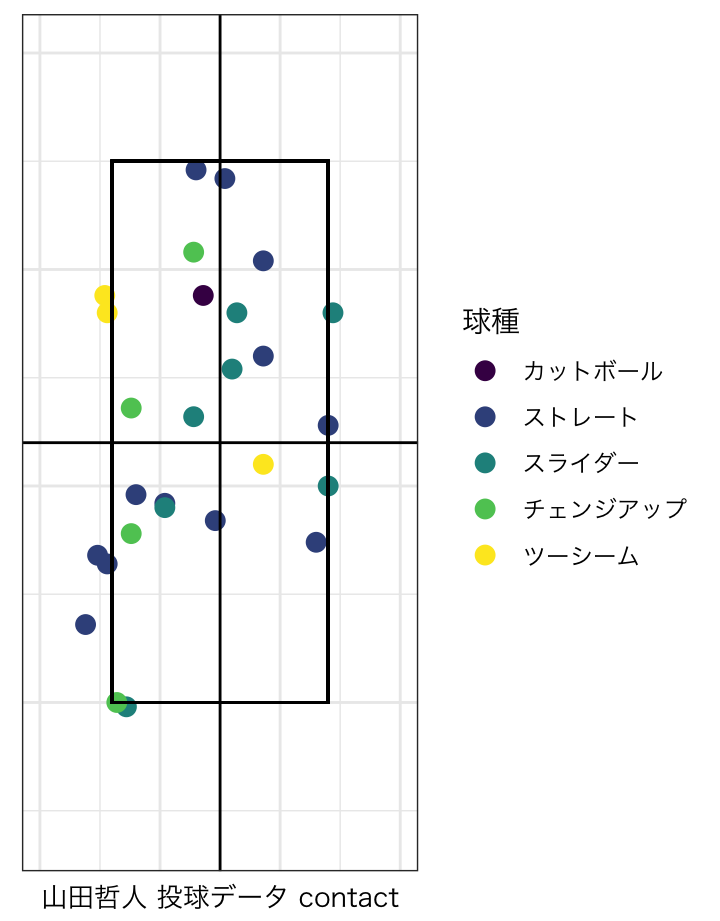 球種
カットボール
ストレート
スライダー
チェンジアップ
ツーシーム
山田哲人 投球データ contact